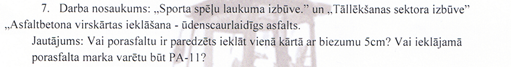 7. Darba nosaukums: „Sporta spēļu laukuma izbūve.” un „Tāllēkšanas sektora izbūve”
„Asfaltbetona virskārtas ieklāšana - ūdenscaurlaidīgs asfalts.
Jautājums: Vai porasfaltu ir paredzēts ieklāt vienā kārtā ar biezumu 5cm? Vai ieklājamā
porasfalta marka varētu būt PA-11?